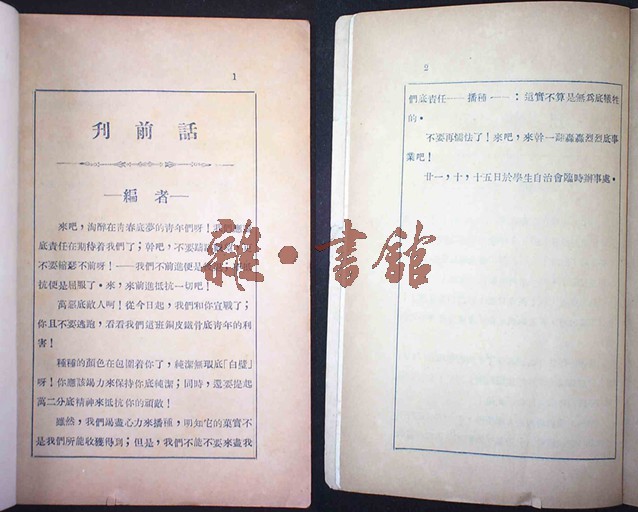 1
刊前話
—編者—
來吧，淘醉在青春底夢的青年們呀！我
底責任在期待着我們了；幹吧，不要
不要縮瑟不前呀！——我們不前進便是
抗便是屈服了。來，來前進抵抗一切吧！
萬惡底敵人呵！從今日起，我們和你宣戰了；
你且不要逃跑，看看我們這班銅皮鐵骨底青年的利
害！
種種的顏色在包圍着你了，純潔無瑕底「白璧」
呀！你應該竭力來保持你底純潔；同時，還要提起
萬二分底精神來抵抗你的頑敵！
雖然，我們竭盡心力來播種，明知它的菓實不
是我們所能收穫得到；但是，我們不能不要來盡我
2
們底責任——播種——：這實不算是無爲底犧牲
的。
不要再懦怯了！來吧，來幹一翻轟轟烈烈底事
業吧！
廿一，十，十五日於學生自治會臨時辦事處。
雜·書館